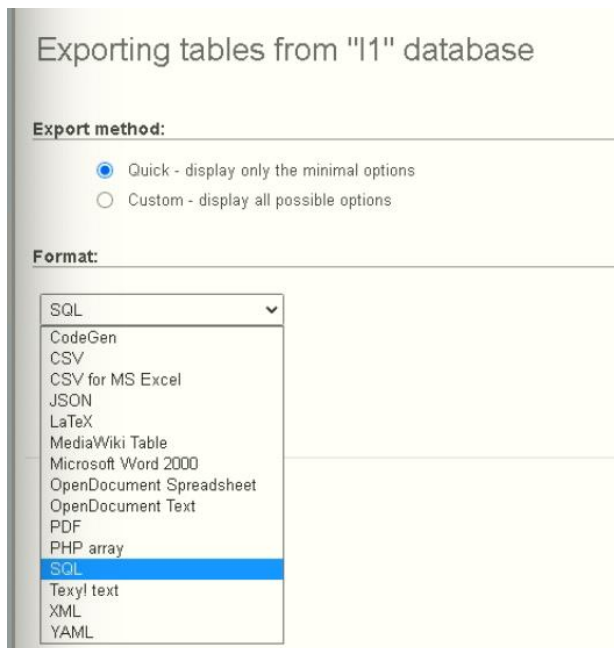 Exporting tables from "l1" database
Export method:
Quick - display only the minimal options
Custom - display all possible options
Format:
SQL
CodeGen
CSV
CSV for MS Excel
JSON
LaTeX
MediaWiki Table
Microsoft Word 2000
OpenDocument Spreadsheet
OpenDocument Text
PDF
PHP array
SQL
Texy! text
XML
YAML